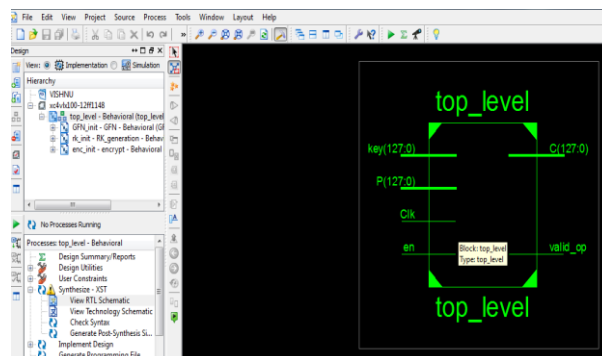 File Edit View Project Source Process Tools Window Layout Help
Design
View: Implementation Simulation
Hierarchy
VISHNU
xc4vlx100-12ff1148
top_level - Behavioral (top_level
GFN_init - GFN - Behavioral (G
rk_init - RK_generation - Behav
enc_init - encrypt - Behavioral
No Processes Running
Processes: top_level - Behavioral
Design Summary/Reports
Design Utilities
User Constraints
Synthesize - XST
View RTL Schematic
View Technology Schematic
Check Syntax
Generate Post-Synthesis Si...
Implement Design
Generate Programming File
top_level
key(127:0)
C(127:0)
P(127:0)
Clk
en
Block: top_level
Type: top_level
valid_op
top_level